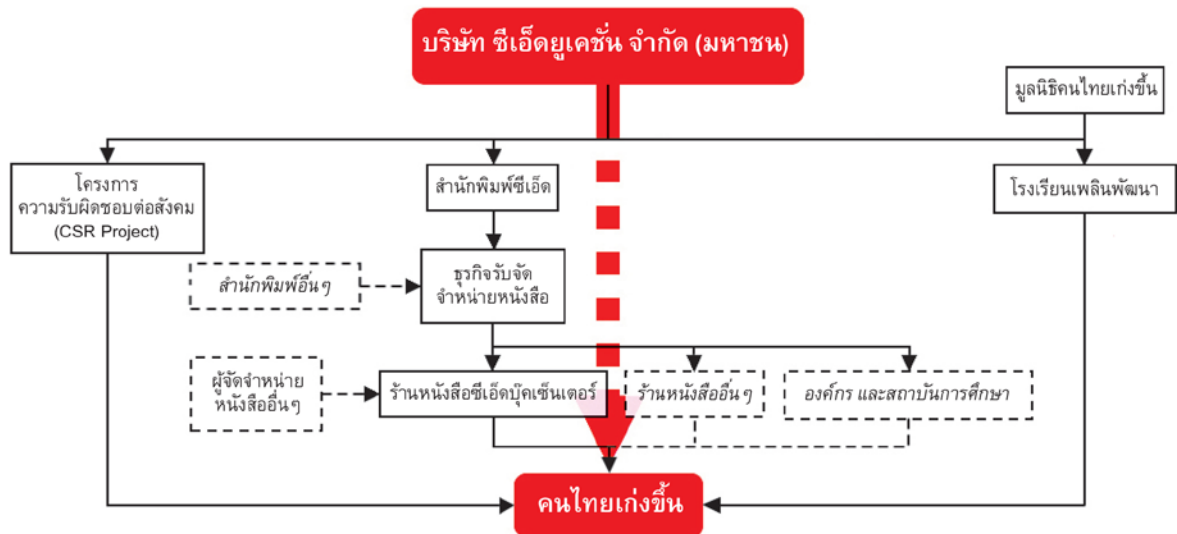 บริษัท ซีเอ็ดยูเคชั่น จำกัด (มหาชน)
มูลนิธิคนไทยเก่งขึ้น
โครงการ
ความรับผิดชอบต่อสังคม
(CSR Project)
สำนักพิมพ์ซีเอ็ด
โรงเรียนเพลินพัฒนา
สำนักพิมพ์อื่นๆ
ธุรกิจรับจัด
จำหน่ายหนังสือ
ผู้จัดจำหน่าย
หนังสืออื่นๆ
ร้านหนังสือซีเอ็ดบุ๊คเซ็นเตอร์
ร้านหนังสืออื่นๆ
องค์กร และสถาบันการศึกษา
คนไทยเก่งขึ้น